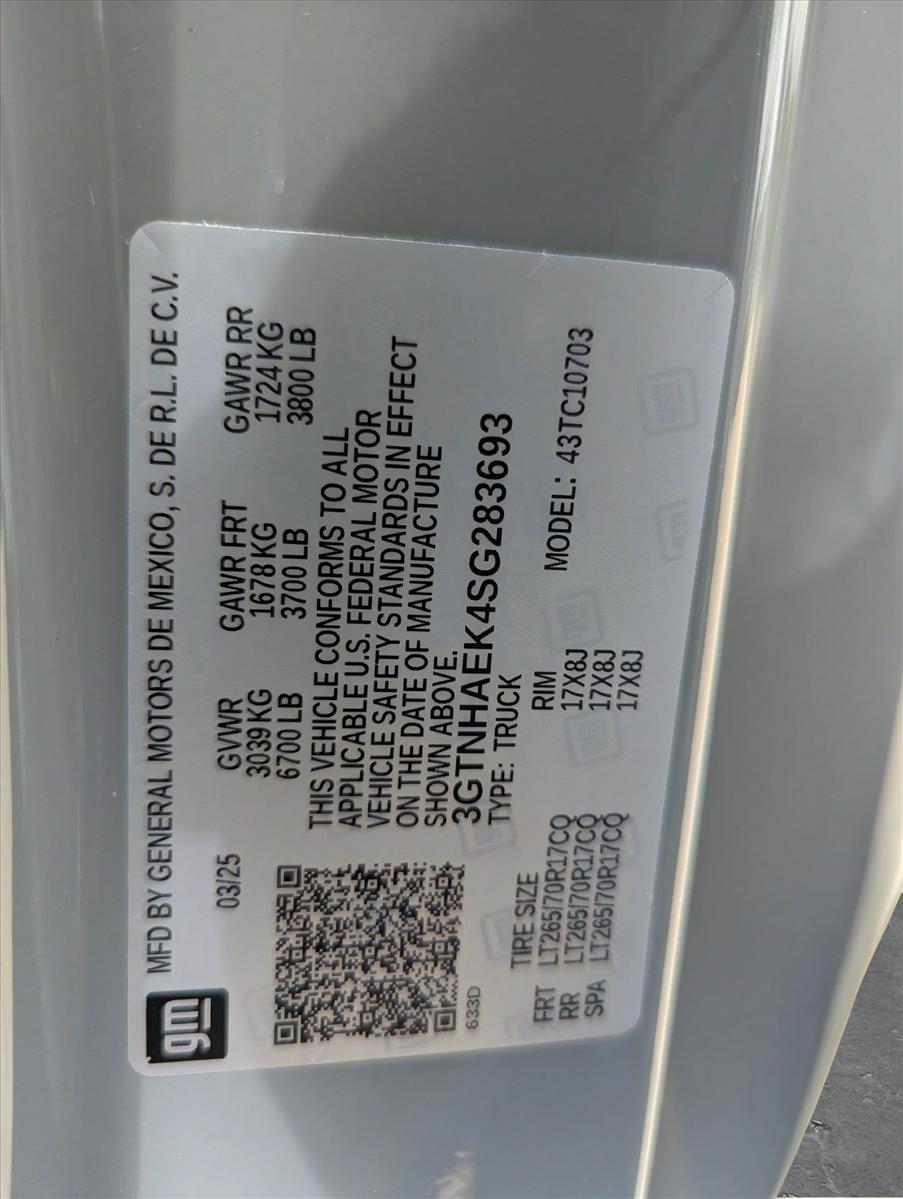 gm
MFD BY GENERAL MOTORS DE MEXICO, S. DE R.L. DE C.V.
03/25
GVWR GAWR FRT GAWR RR
3039 KG 1678 KG 1724 KG
6700 LB 3700 LB 3800 LB
THIS VEHICLE CONFORMS TO ALL
APPLICABLE U.S. FEDERAL MOTOR
VEHICLE SAFETY STANDARDS IN EFFECT
ON THE DATE OF MANUFACTURE
SHOWN ABOVE.
3GTNHAEK4SG283693
633D
TYPE: TRUCK
MODEL: 43TC10703
TIRE SIZE RIM
FRT LT265|70R17CQ 17X8J
RR LT265|70R17CQ 17X8J
SPA LT265|70R17CQ 17X8J